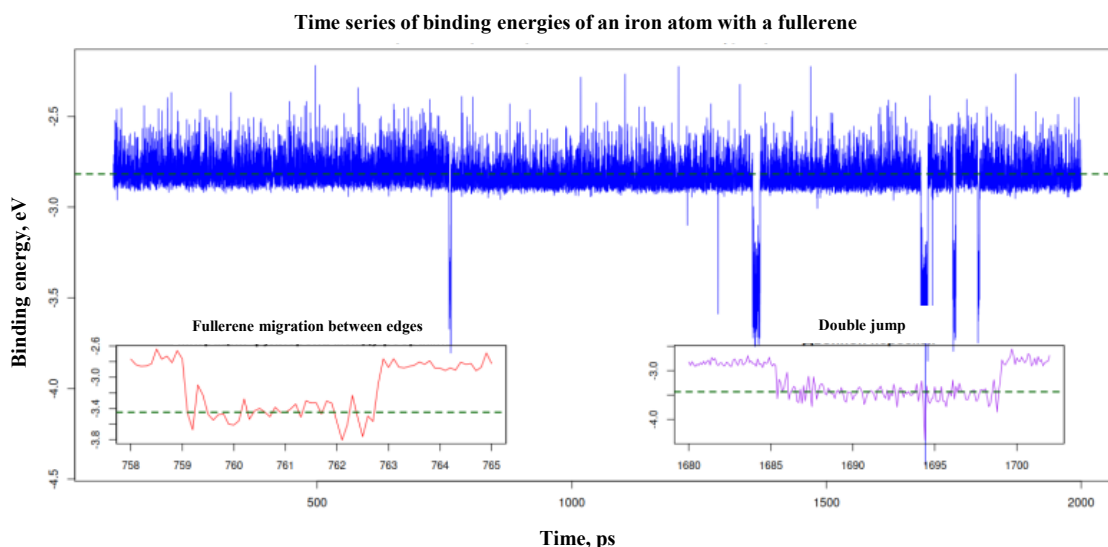 Time series of binding energies of an iron atom with a fullerene
Binding energy, eV
-2.5
-3.0
-3.5
-4.0
-4.5
Fullerene migration between edges
-2.6
-3.0
-3.4
-3.8
758 759 760 761 762 763 764 765
Double jump
-3.0
-4.0
1680 1685 1690 1695 1700
500 1000 1500 2000
Time, ps